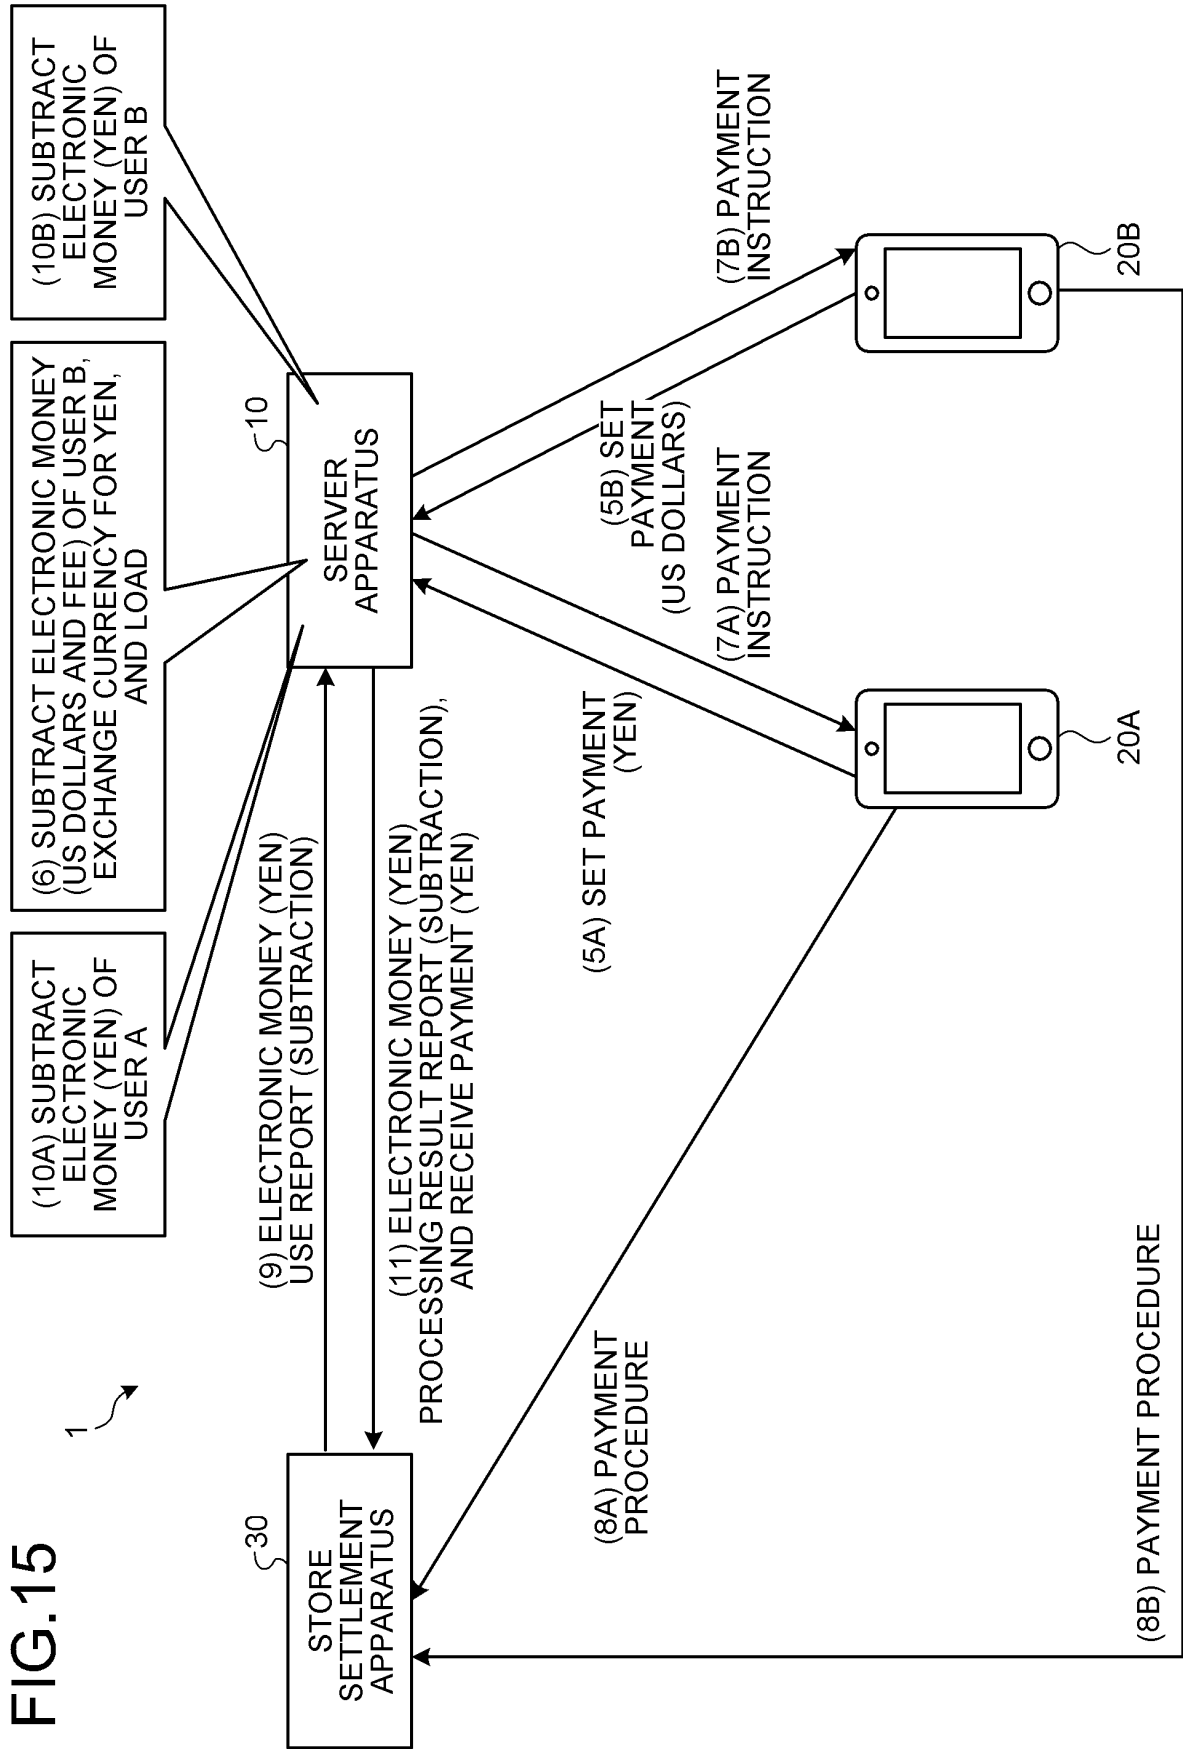 FIG.15
1
(10A) SUBTRACT
ELECTRONIC
MONEY (YEN) OF
USER A
(6) SUBTRACT ELECTRONIC MONEY
(US DOLLARS AND FEE) OF USER B,
EXCHANGE CURRENCY FOR YEN,
AND LOAD
(10B) SUBTRACT
ELECTRONIC
MONEY (YEN) OF
USER B
30
STORE
SETTLEMENT
APPARATUS
(9) ELECTRONIC MONEY (YEN)
USE REPORT (SUBTRACTION)
(11) ELECTRONIC MONEY (YEN)
PROCESSING RESULT REPORT (SUBTRACTION),
AND RECEIVE PAYMENT (YEN)
10
SERVER
APPARATUS
(8A) PAYMENT
PROCEDURE
(5A) SET PAYMENT
(YEN)
(7A) PAYMENT
INSTRUCTION
(5B) SET
PAYMENT
(US DOLLARS)
(7B) PAYMENT
INSTRUCTION
20A
20B
(8B) PAYMENT PROCEDURE